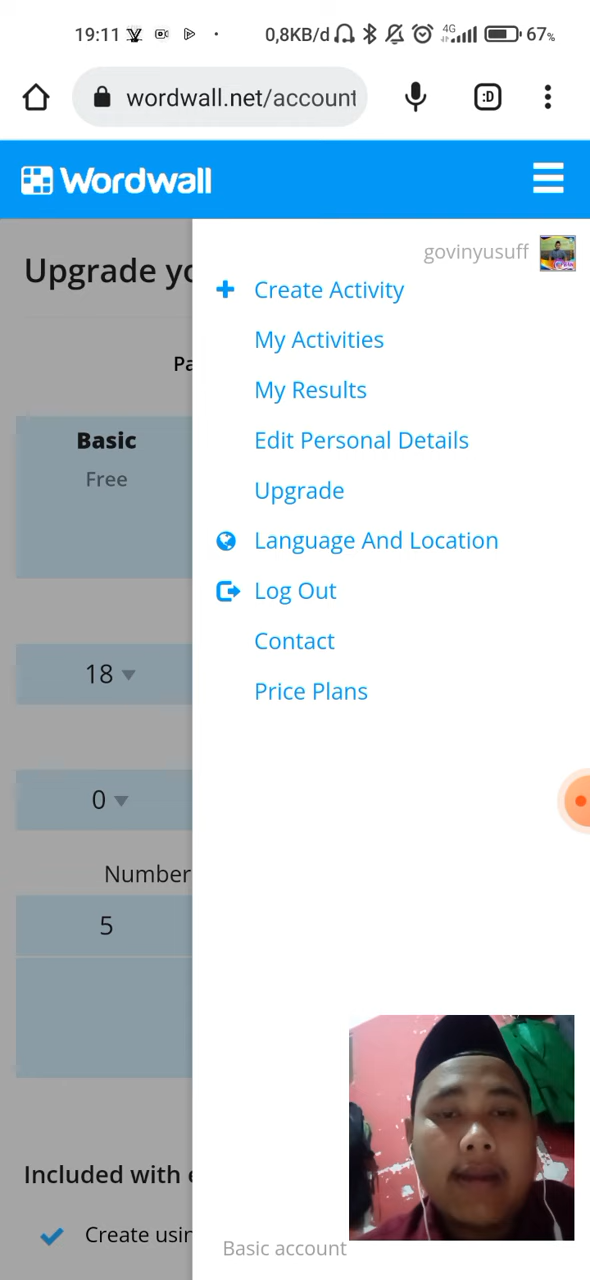 19:11 0,8KB/d 4G 67%
wordwall.net/account
:D
Wordwall
govinyusuff
Upgrade yo
Create Activity
My Activities
Pa
My Results
Basic
Edit Personal Details
Free
Upgrade
Language And Location
Log Out
Contact
18
Price Plans
0
Number
5
Included with e
Create usin
Basic account